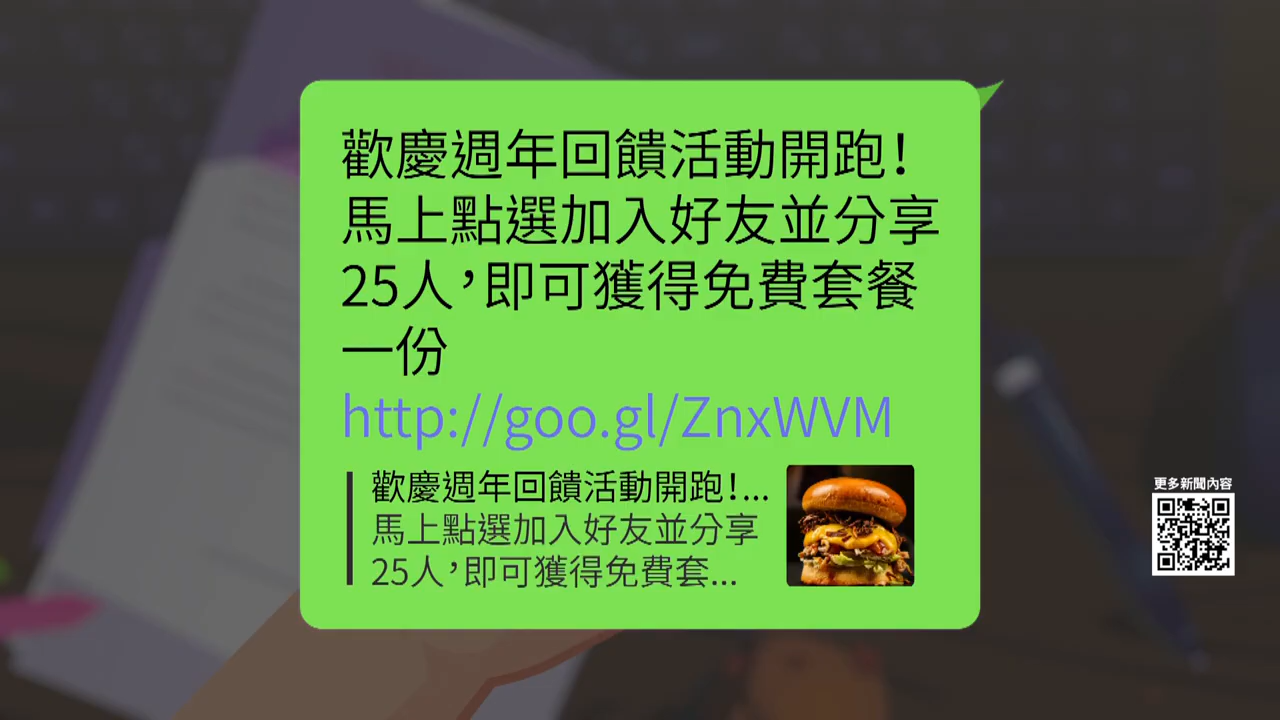 歡慶週年回饋活動開跑！
馬上點選加入好友並分享
25人，即可獲得免費套餐
一份
http://goo.gl/ZnxWVM
歡慶週年回饋活動開跑！...
馬上點選加入好友並分享
25人，即可獲得免費套...
更多新聞內容